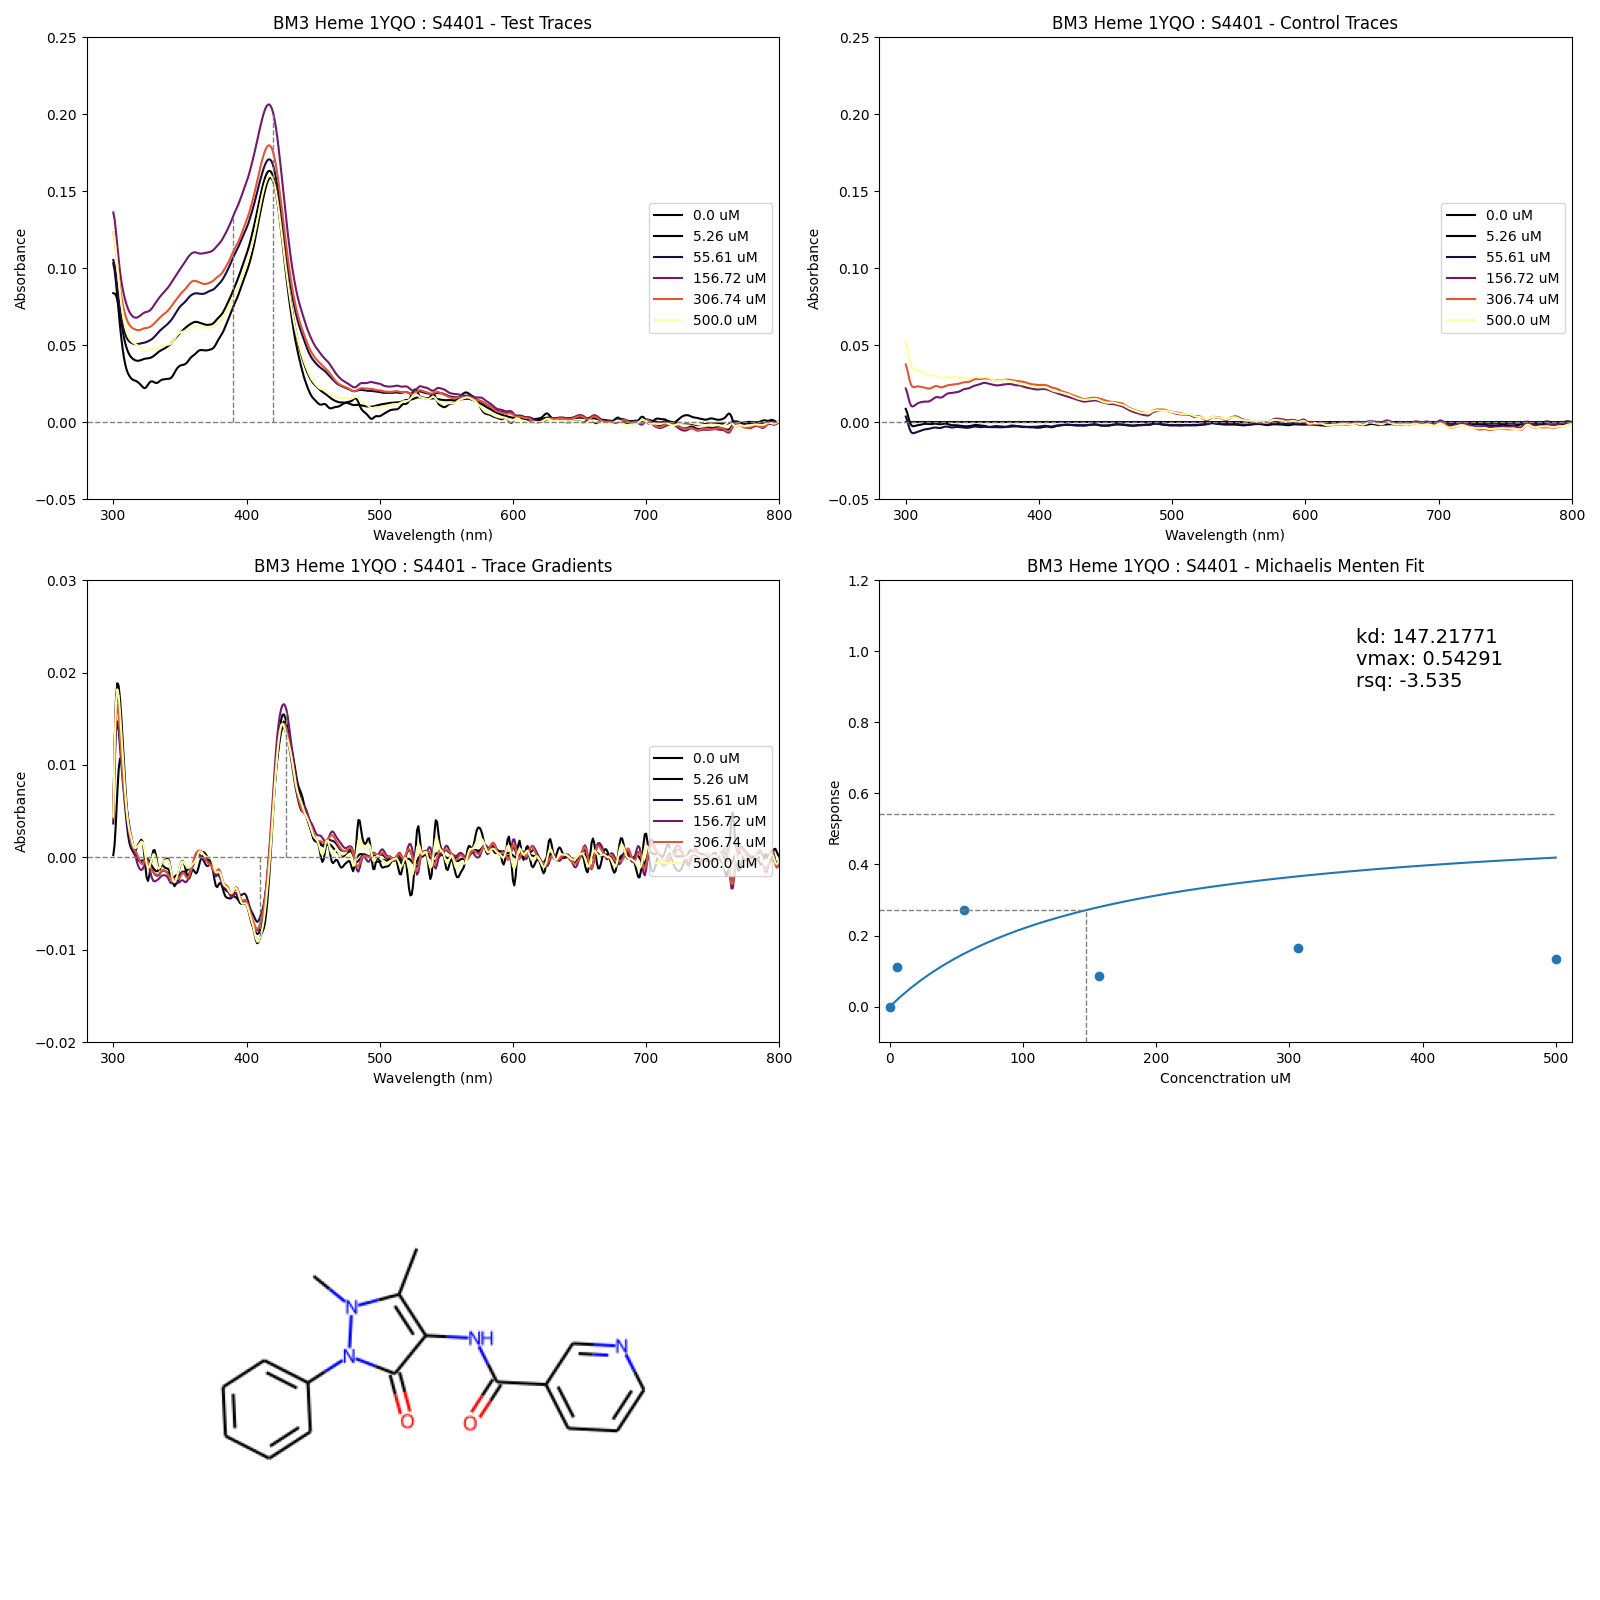 BM3 Heme 1YQO : S4401 - Test Traces
0.25
0.20
0.15
0.10
0.05
0.00
−0.05
Absorbance
300 400 500 600 700 800
Wavelength (nm)
0.0 uM
5.26 uM
55.61 uM
156.72 uM
306.74 uM
500.0 uM
BM3 Heme 1YQO : S4401 - Control Traces
0.25
0.20
0.15
0.10
0.05
0.00
−0.05
Absorbance
300 400 500 600 700 800
Wavelength (nm)
0.0 uM
5.26 uM
55.61 uM
156.72 uM
306.74 uM
500.0 uM
BM3 Heme 1YQO : S4401 - Trace Gradients
0.03
0.02
0.01
0.00
−0.01
−0.02
Absorbance
300 400 500 600 700 800
Wavelength (nm)
0.0 uM
5.26 uM
55.61 uM
156.72 uM
306.74 uM
500.0 uM
BM3 Heme 1YQO : S4401 - Michaelis Menten Fit
1.2
1.0
0.8
0.6
0.4
0.2
0.0
Response
0 100 200 300 400 500
Concenctration uM
kd: 147.21771
vmax: 0.54291
rsq: -3.535
N
N
O
NH
O
N